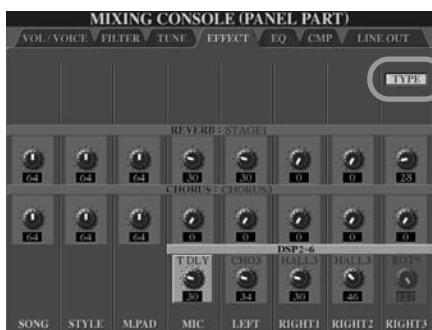 MIXING CONSOLE (PANEL PART)
VOL / VOICE FILTER TUNE EFFECT EQ CMP LINE OUT
TYPE
REVERB : STAGE1
64 64 64 30 30 0 0 28
CHORUS : CHORUS3
64 64 64 0 0 0 0 0
DSP2-6
T DLY CHO3 HALL3 HALL3
30 34 30 46
SONG STYLE M.PAD MIC LEFT RIGHT1 RIGHT2 RIGHT3